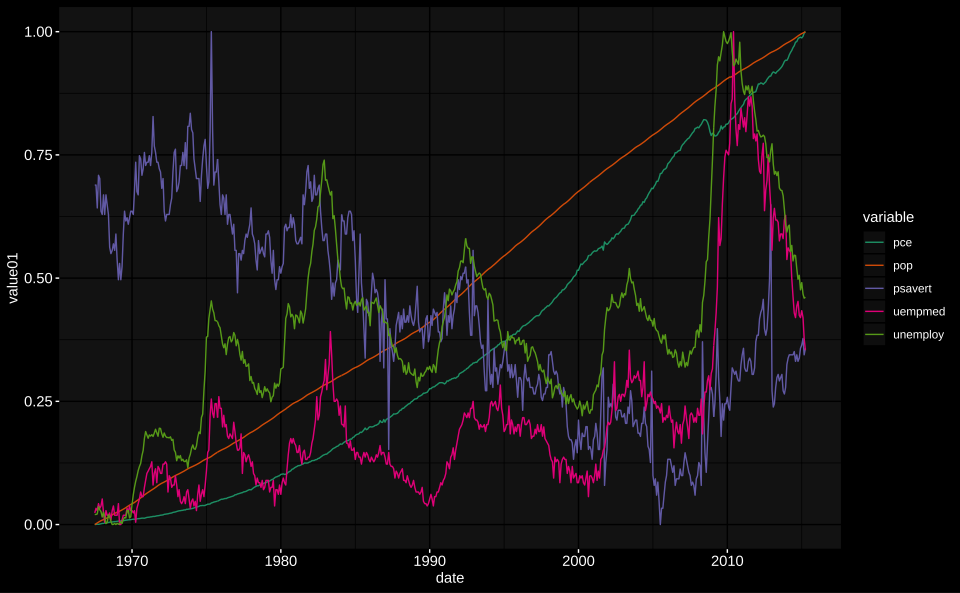 value01
1.00
0.75
0.50
0.25
0.00
1970 1980 1990 2000 2010
date
variable
pce
pop
psavert
uempmed
unemploy